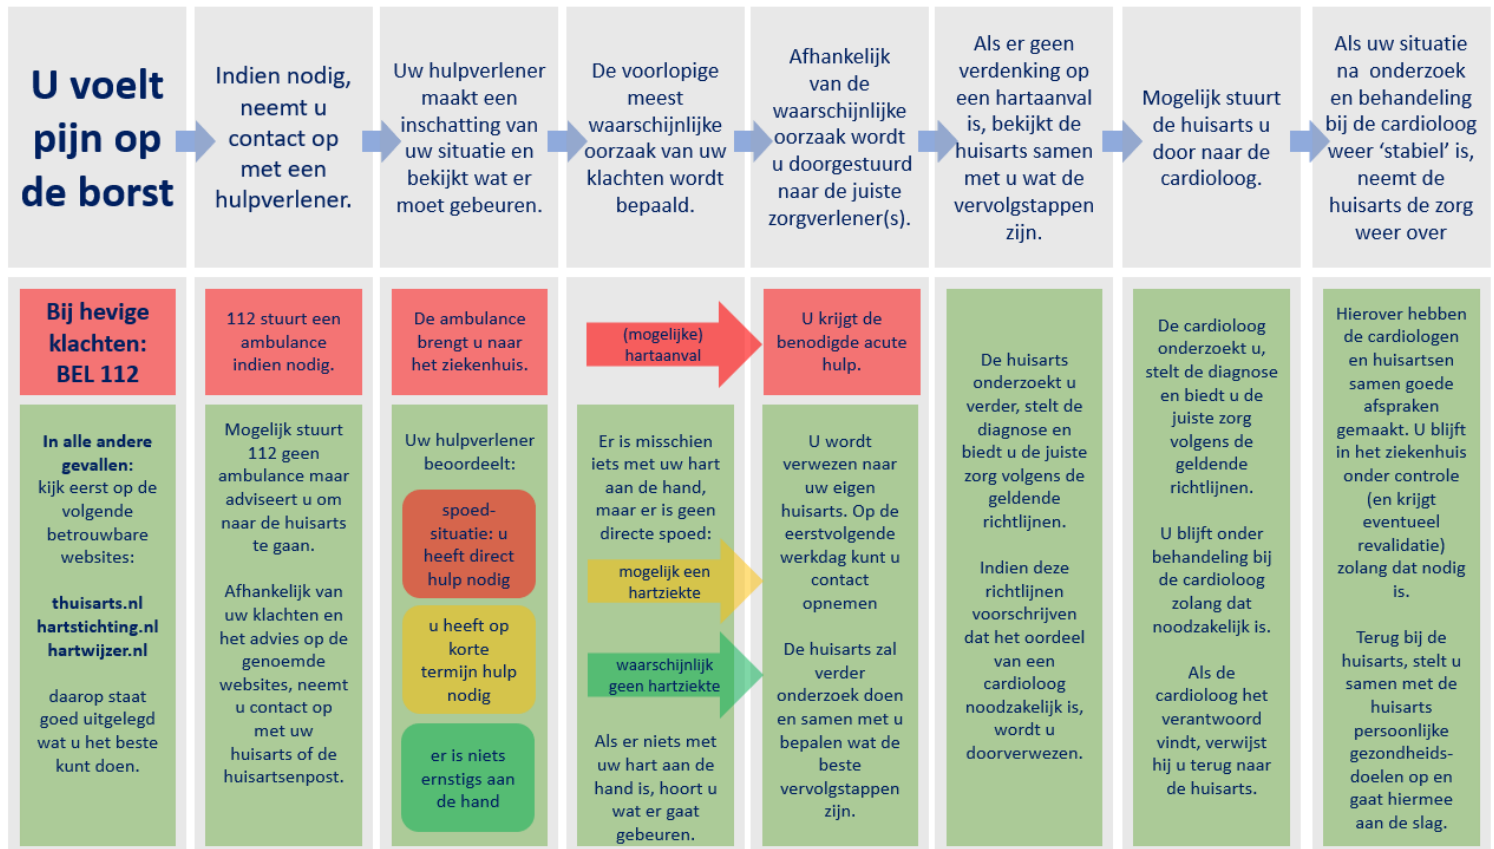 U voelt
pijn op
de borst
Indien nodig,
neemt u
contact op
met een
hulpverlener.
Uw hulpverlener
maakt een
inschatting van
uw situatie en
bekijkt wat er
moet gebeuren.
De voorlopige
meest
waarschijnlijke
oorzaak van uw
klachten wordt
bepaald.
Afhankelijk
van de
waarschijnlijke
oorzaak wordt
u doorgestuurd
naar de juiste
zorgverlener(s).
Als er geen
verdenking op
een hartaanval
is, bekijkt de
huisarts samen
met u wat de
vervolgstappen
zijn.
Mogelijk stuurt
de huisarts u
door naar de
cardioloog.
Als uw situatie
na onderzoek
en behandeling
bij de cardioloog
weer ‘stabiel’ is,
neemt de
huisarts de zorg
weer over
Bij hevige
klachten:
BEL 112
112 stuurt een
ambulance
indien nodig.
De ambulance
brengt u naar
het ziekenhuis.
(mogelijke)
hartaanval
U krijgt de
benodigde acute
hulp.
In alle andere
gevallen:
kijk eerst op de
volgende
betrouwbare
websites:
thuisarts.nl
hartstichting.nl
hartwijzer.nl
daarop staat
goed uitgelegd
wat u het beste
kunt doen.
Mogelijk stuurt
112 geen
ambulance maar
adviseert u om
naar de huisarts
te gaan.
Afhankelijk van
uw klachten en
het advies op de
genoemde
websites, neemt
u contact op
met uw
huisarts of de
huisartsenpost.
Uw hulpverlener
beoordeelt:
spoed-
situatie: u
heeft direct
hulp nodig
u heeft op
korte
termijn hulp
nodig
er is niets
ernstigs aan
de hand
Er is misschien
iets met uw hart
aan de hand,
maar er is geen
directe spoed:
mogelijk een
hartziekte
waarschijnlijk
geen hartziekte
Als er niets met
uw hart aan de
hand is, hoort u
wat er gaat
gebeuren.
U wordt
verwezen naar
uw eigen
huisarts. Op de
eerstvolgende
werkdag kunt u
contact
opnemen
De huisarts zal
verder
onderzoek doen
en samen met u
bepalen wat de
beste
vervolgstappen
zijn.
De huisarts
onderzoekt u
verder, stelt de
diagnose en
biedt u de juiste
zorg volgens de
geldende
richtlijnen.
Indien deze
richtlijnen
voorschrijven
dat het oordeel
van een
cardioloog
noodzakelijk is,
wordt u
doorverwezen.
De cardioloog
onderzoekt u,
stelt de diagnose
en biedt u de
juiste zorg
volgens de
geldende
richtlijnen.
U blijft onder
behandeling bij
de cardioloog
zolang dat
noodzakelijk is.
Als de
cardioloog het
verantwoord
vindt, verwijst
hij u terug naar
de huisarts.
Hierover hebben
de cardiologen
en huisartsen
samen goede
afspraken
gemaakt. U blijft
in het ziekenhuis
onder controle
(en krijgt
eventueel
revalidatie)
zolang dat nodig
is.
Terug bij de
huisarts, stelt u
samen met de
huisarts
persoonlijke
gezondheids-
doelen op en
gaat hiermee
aan de slag.